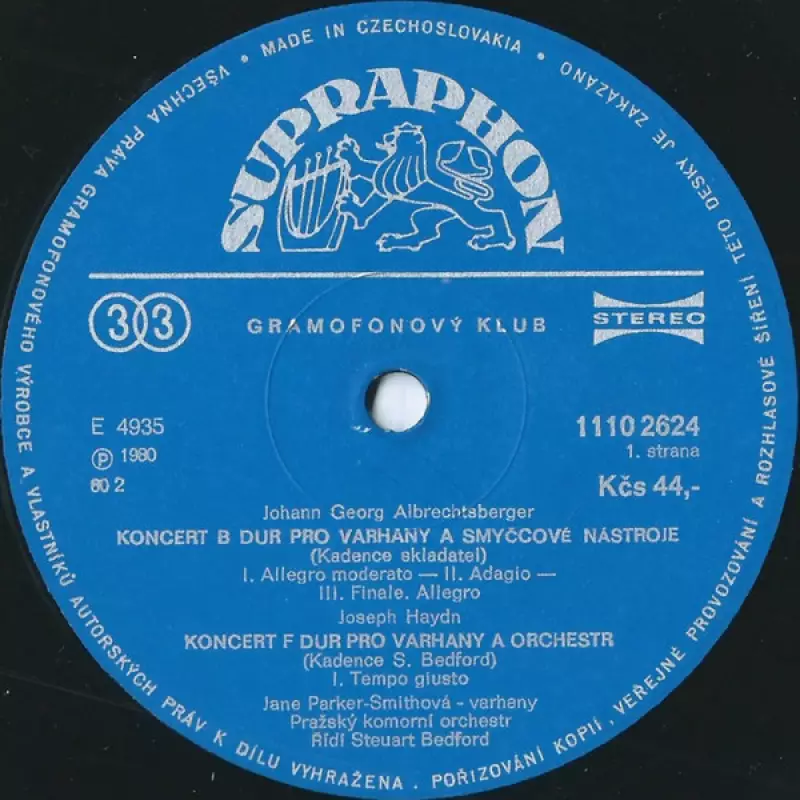 • MADE IN CZECHOSLOVAKIA •
SUPRAPHON
33
GRAMOFONOVÝ KLUB
STEREO
E 4935
Ⓟ 1980
80 2
1110 2624
1. strana
Kčs 44,-
Johann Georg Albrechtsberger
KONCERT B DUR PRO VARHANY A SMYČCOVÉ NÁSTROJE
(Kadence skladatel)
I. Allegro moderato — II. Adagio —
III. Finale. Allegro
Joseph Haydn
KONCERT F DUR PRO VARHANY A ORCHESTR
(Kadence S. Bedford)
I. Tempo giusto
Jane Parker-Smithová - varhany
Pražský komorní orchestr
Řídí Steuart Bedford
VŠECHNA PRÁVA GRAMOFONOVÉHO VÝROBCE A VLASTNÍKŮ AUTORSKÝCH PRÁV K DÍLU VYHRAŽENA . POŘIZOVÁNÍ KOPIÍ, VEŘEJNÉ PROVOZOVÁNÍ A ROZHLASOVÉ ŠÍŘENÍ TÉTO DESKY JE ZAKÁZÁNO